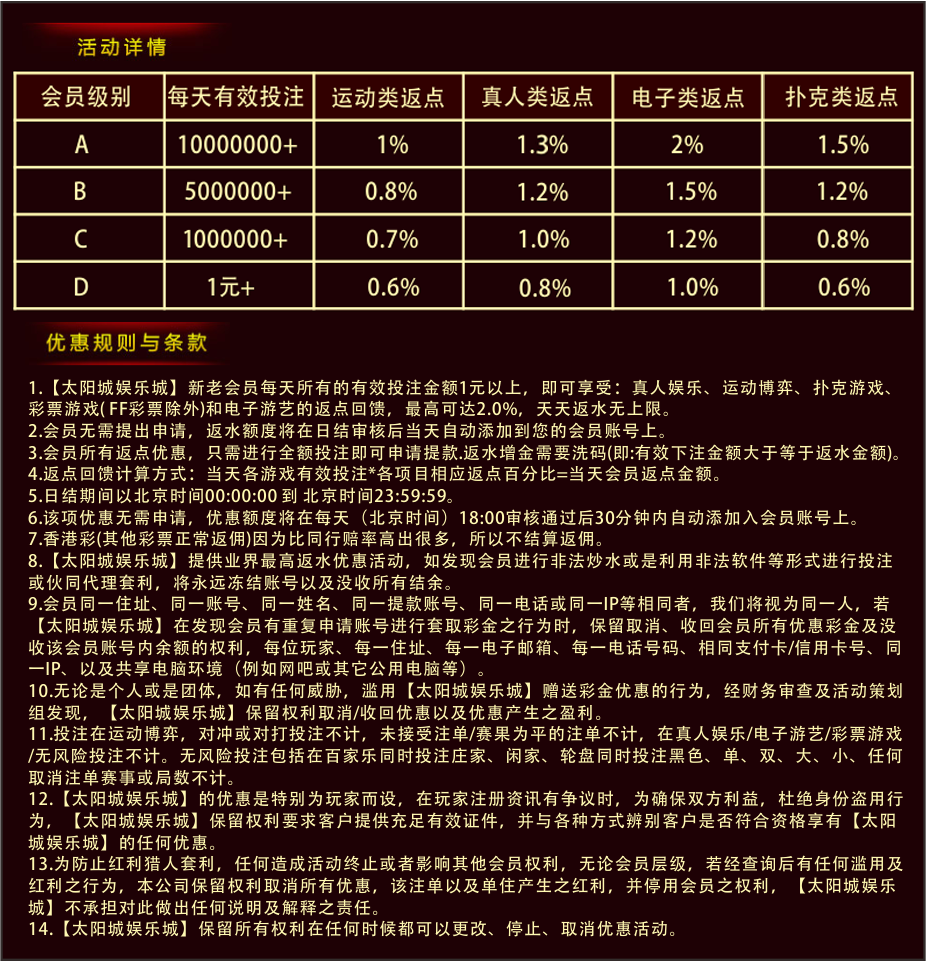 活动详情
会员级别 每天有效投注 运动类返点 真人类返点 电子类返点 扑克类返点
A 10000000+ 1% 1.3% 2% 1.5%
B 5000000+ 0.8% 1.2% 1.5% 1.2%
C 1000000+ 0.7% 1.0% 1.2% 0.8%
D 1元+ 0.6% 0.8% 1.0% 0.6%
优惠规则与条款
1.【太阳城娱乐城】新老会员每天所有的有效投注金额1元以上，即可享受：真人娱乐、运动博弈、扑克游戏、
彩票游戏( FF彩票除外)和电子游艺的返点回馈，最高可达2.0%，天天返水无上限。
2.会员无需提出申请，返水额度将在日结审核后当天自动添加到您的会员账号上。
3.会员所有返点优惠，只需进行全额投注即可申请提款.返水增金需要洗码(即:有效下注金额大于等于返水金额)。
4.返点回馈计算方式：当天各游戏有效投注*各项目相应返点百分比=当天会员返点金额。
5.日结期间以北京时间00:00:00 到 北京时间23:59:59。
6.该项优惠无需申请，优惠额度将在每天（北京时间）18:00审核通过后30分钟内自动添加入会员账号上。
7.香港彩(其他彩票正常返佣)因为比同行赔率高出很多，所以不结算返佣。
8.【太阳城娱乐城】提供业界最高返水优惠活动，如发现会员进行非法炒水或是利用非法软件等形式进行投注
或伙同代理套利，将永远冻结账号以及没收所有结余。
9.会员同一住址、同一账号、同一姓名、同一提款账号、同一电话或同一IP等相同者，我们将视为同一人，若
【太阳城娱乐城】在发现会员有重复申请账号进行套取彩金之行为时，保留取消、收回会员所有优惠彩金及没
收该会员账号内余额的权利，每位玩家、每一住址、每一电子邮箱、每一电话号码、相同支付卡/信用卡号、同
一IP、以及共享电脑环境（例如网吧或其它公用电脑等）。
10.无论是个人或是团体，如有任何威胁，滥用【太阳城娱乐城】赠送彩金优惠的行为，经财务审查及活动策划
组发现，【太阳城娱乐城】保留权利取消/收回优惠以及优惠产生之盈利。
11.投注在运动博弈，对冲或对打投注不计，未接受注单/赛果为平的注单不计，在真人娱乐/电子游艺/彩票游戏
/无风险投注不计。无风险投注包括在百家乐同时投注庄家、闲家、轮盘同时投注黑色、单、双、大、小、任何
取消注单赛事或局数不计。
12.【太阳城娱乐城】的优惠是特别为玩家而设，在玩家注册资讯有争议时，为确保双方利益，杜绝身份盗用行
为，【太阳城娱乐城】保留权利要求客户提供充足有效证件，并与各种方式辨别客户是否符合资格享有【太阳
城娱乐城】的任何优惠。
13.为防止红利猎人套利，任何造成活动终止或者影响其他会员权利，无论会员层级，若经查询后有任何滥用及
红利之行为，本公司保留权利取消所有优惠，该注单以及单住产生之红利，并停用会员之权利，【太阳城娱乐
城】不承担对此做出任何说明及解释之责任。
14.【太阳城娱乐城】保留所有权利在任何时候都可以更改、停止、取消优惠活动。